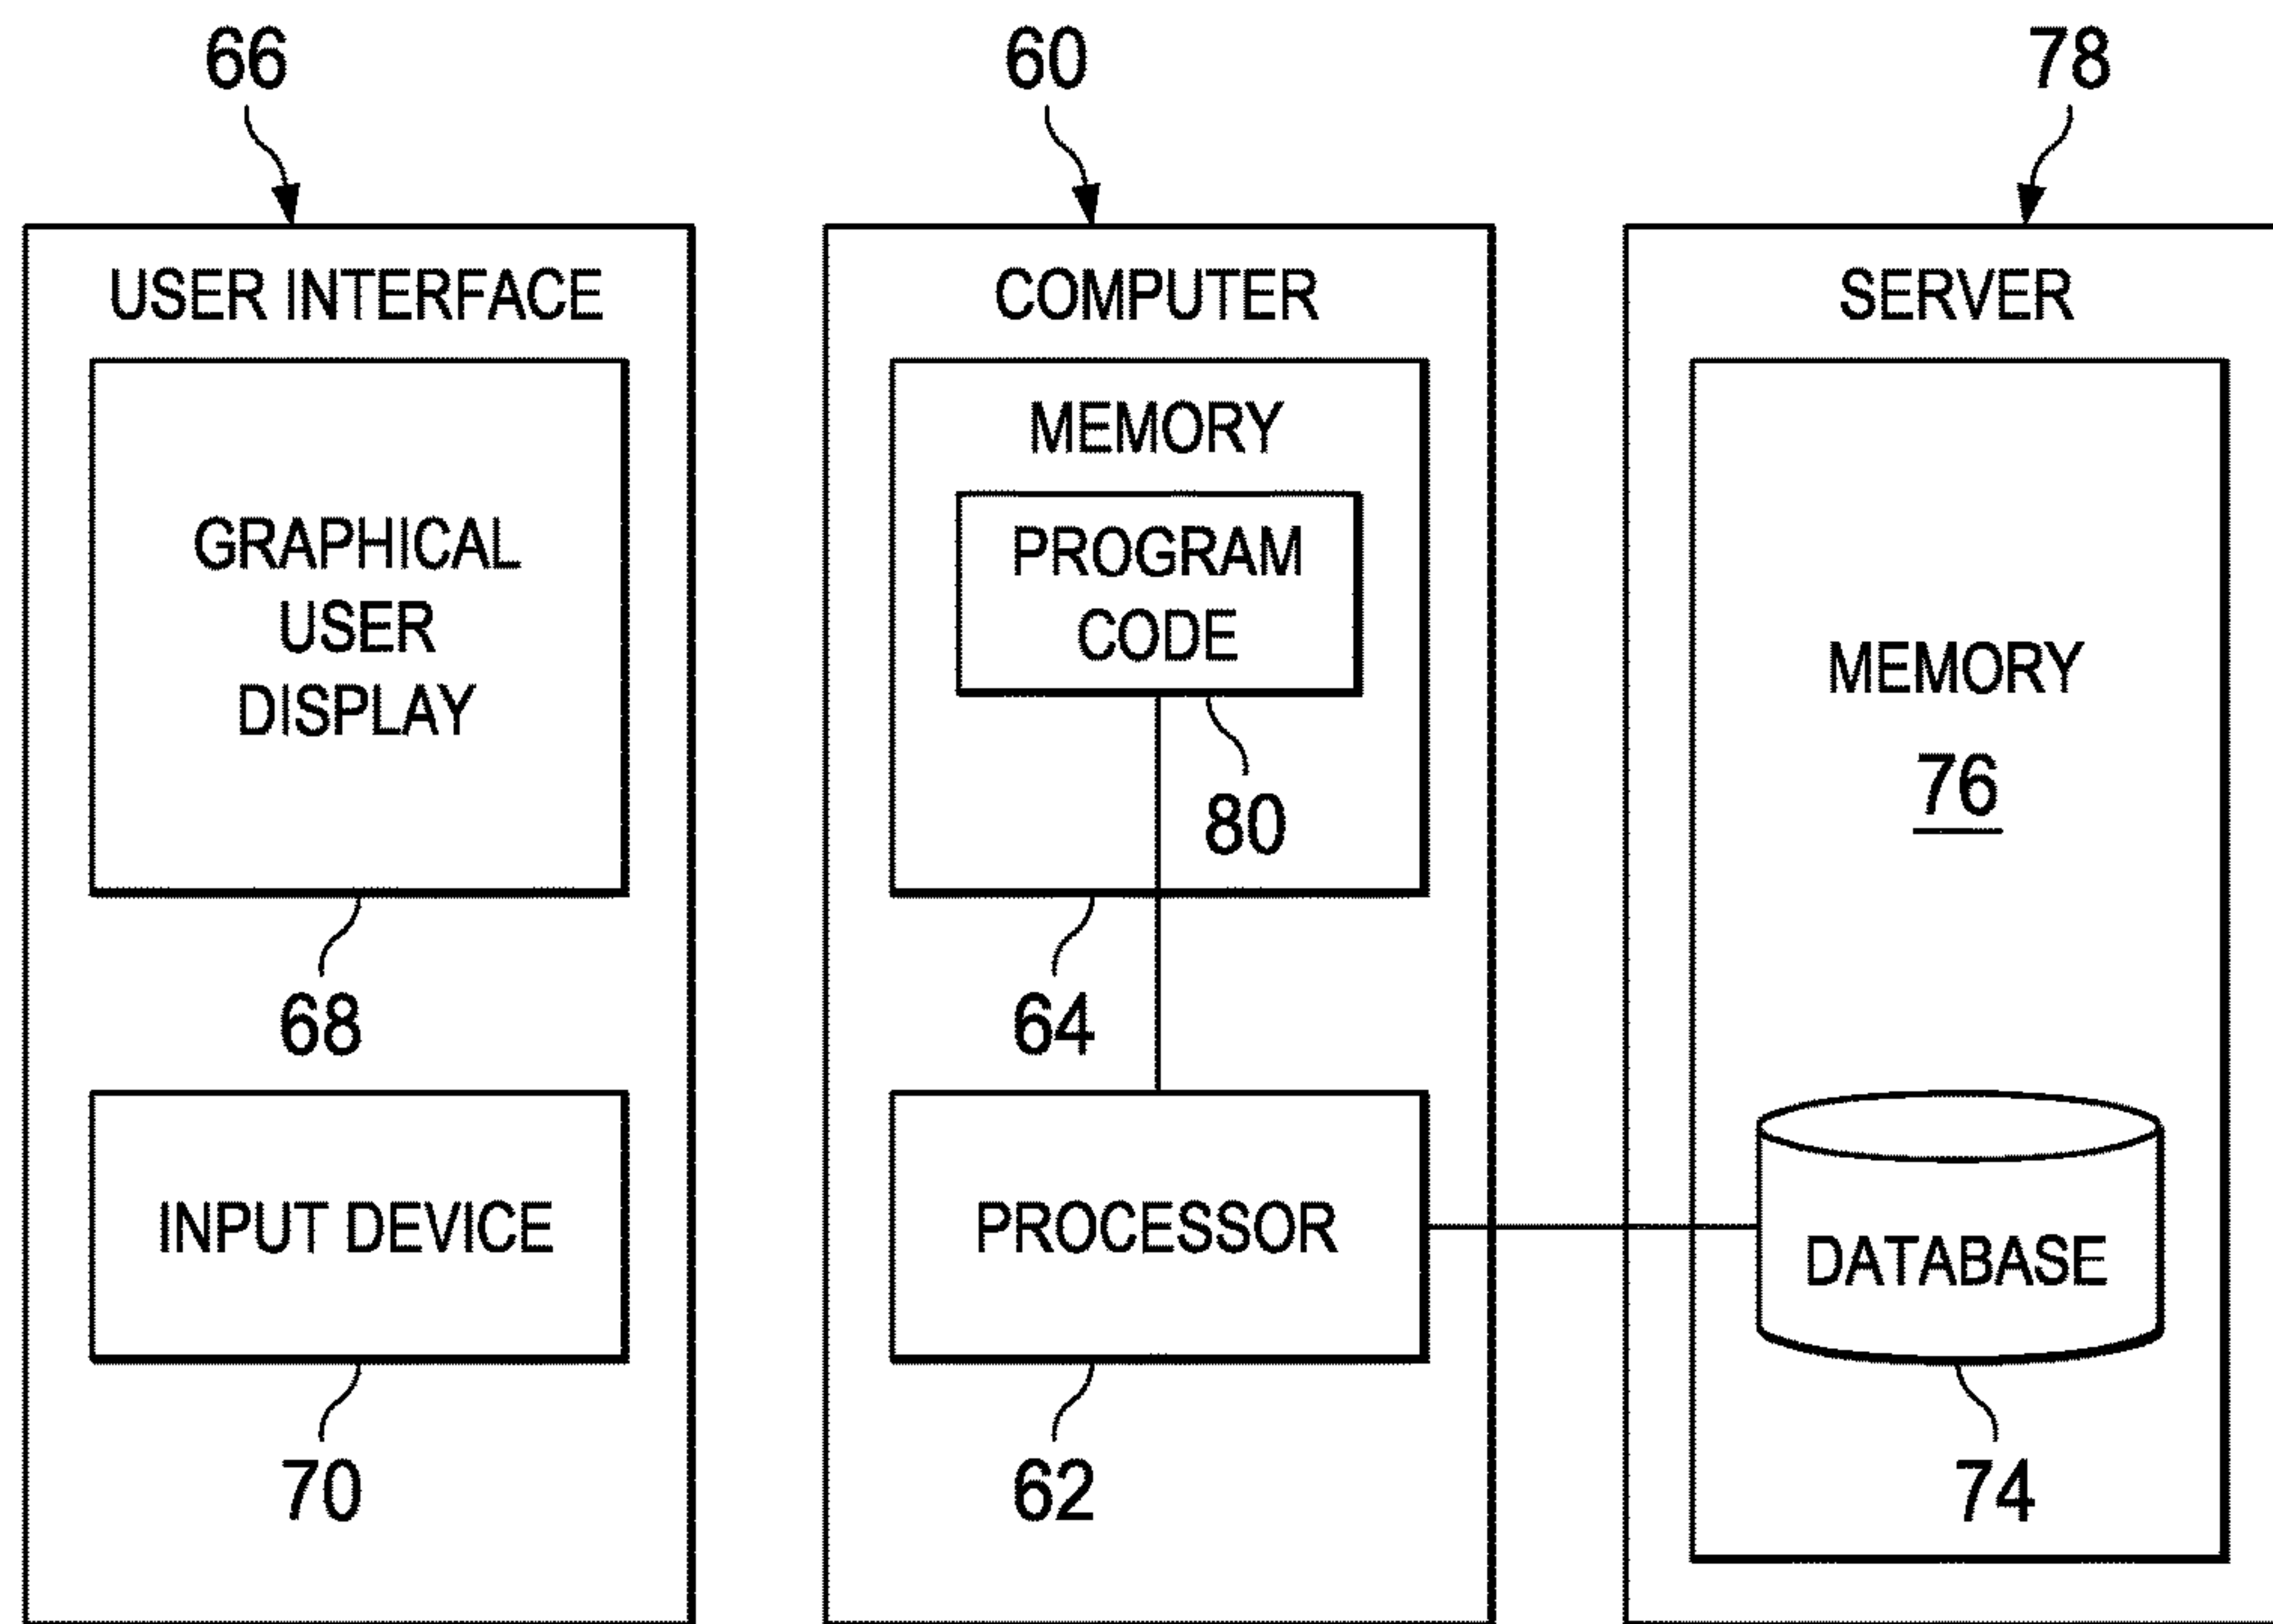 66
60
78
USER INTERFACE
COMPUTER
SERVER
GRAPHICAL
USER
DISPLAY
68
INPUT DEVICE
70
MEMORY
PROGRAM
CODE
80
64
PROCESSOR
62
MEMORY
76
DATABASE
74